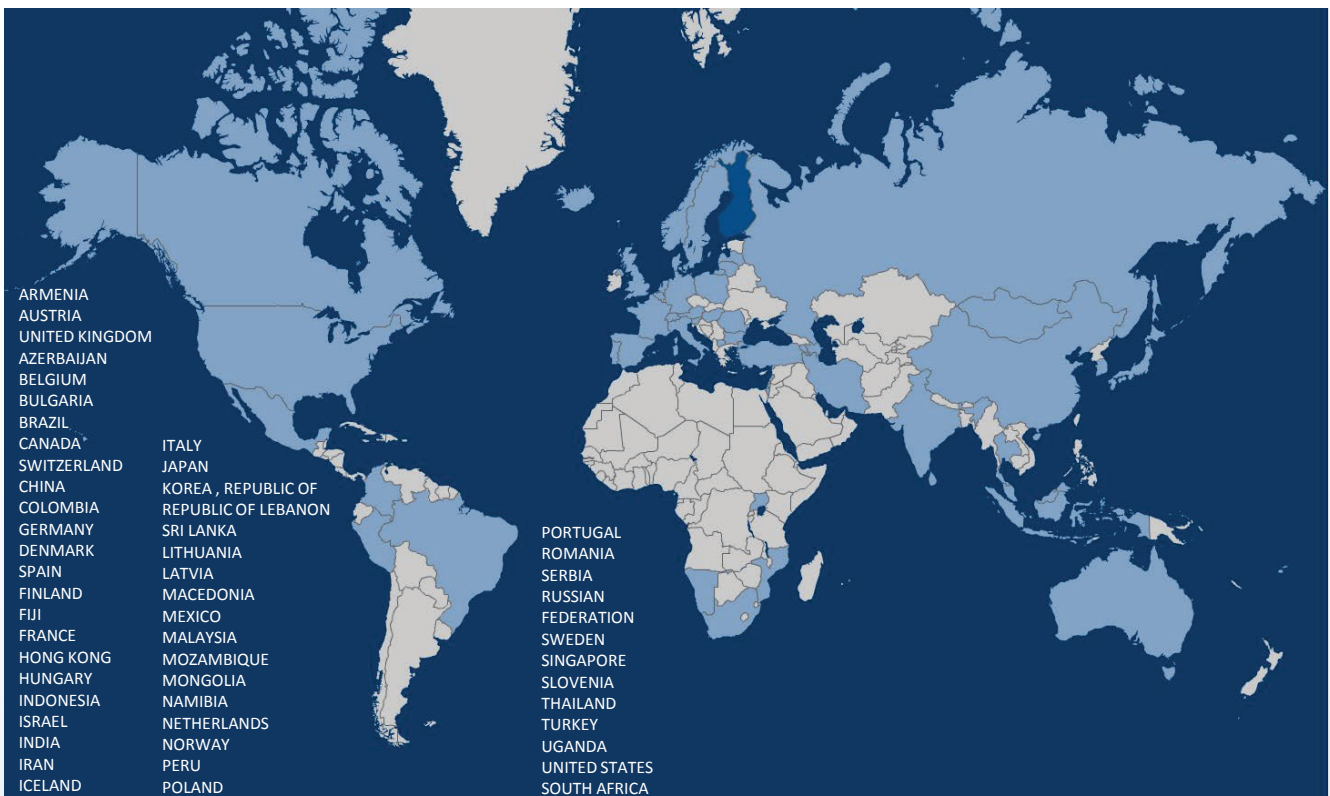 ARMENIA
AUSTRIA
UNITED KINGDOM
AZERBAIJAN
BELGIUM
BULGARIA
BRAZIL
CANADA
SWITZERLAND
CHINA
COLOMBIA
GERMANY
DENMARK
SPAIN
FINLAND
FIJI
FRANCE
HONG KONG
HUNGARY
INDONESIA
ISRAEL
INDIA
IRAN
ICELAND
ITALY
JAPAN
KOREA , REPUBLIC OF
REPUBLIC OF LEBANON
SRI LANKA
LITHUANIA
LATVIA
MACEDONIA
MEXICO
MALAYSIA
MOZAMBIQUE
MONGOLIA
NAMIBIA
NETHERLANDS
NORWAY
PERU
POLAND
PORTUGAL
ROMANIA
SERBIA
RUSSIAN
FEDERATION
SWEDEN
SINGAPORE
SLOVENIA
THAILAND
TURKEY
UGANDA
UNITED STATES
SOUTH AFRICA